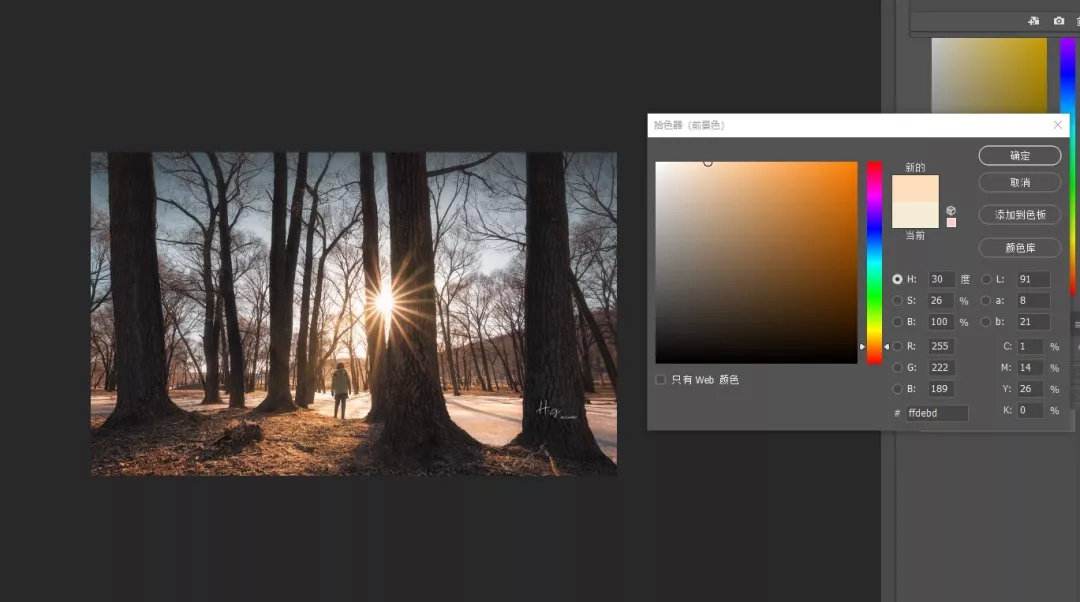 拾色器（前景色）
新的
当前
确定
取消
添加到色板
颜色库
H: 30 度
S: 26 %
B: 100 %
R: 255
G: 222
B: 189
# ffdebd
L: 91
a: 8
b: 21
C: 1 %
M: 14 %
Y: 26 %
K: 0 %
只有 Web 颜色
Hg